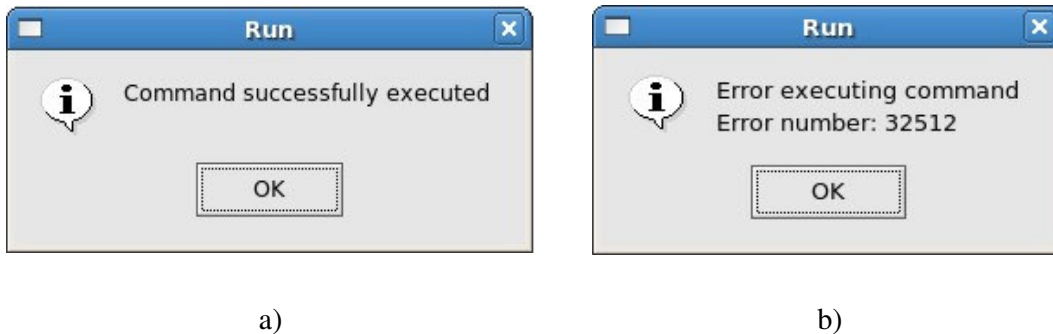 Run
Command successfully executed
OK
a)
Run
Error executing command
Error number: 32512
OK
b)